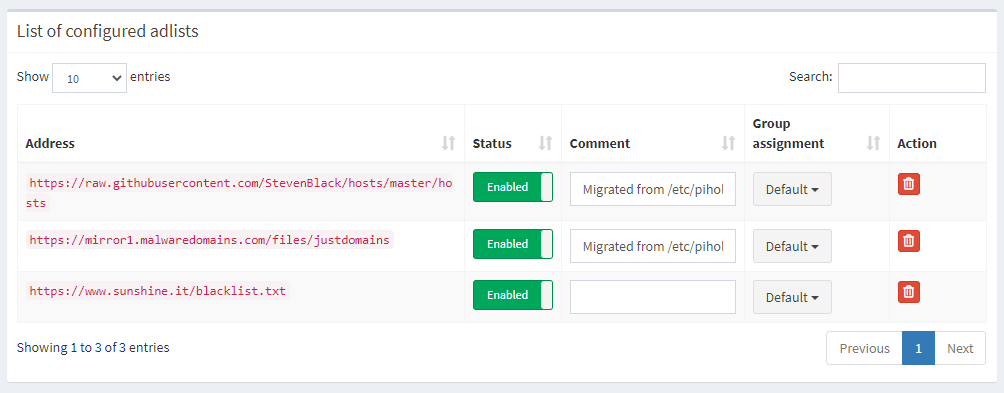 List of configured adlists
Show 10 entries Search:
Address Status Comment Group assignment Action
https://raw.githubusercontent.com/StevenBlack/hosts/master/ho
sts Enabled Migrated from /etc/pihol Default
https://mirror1.malwaredomains.com/files/justdomains Enabled Migrated from /etc/pihol Default
https://www.sunshine.it/blacklist.txt Enabled Default
Showing 1 to 3 of 3 entries Previous 1 Next